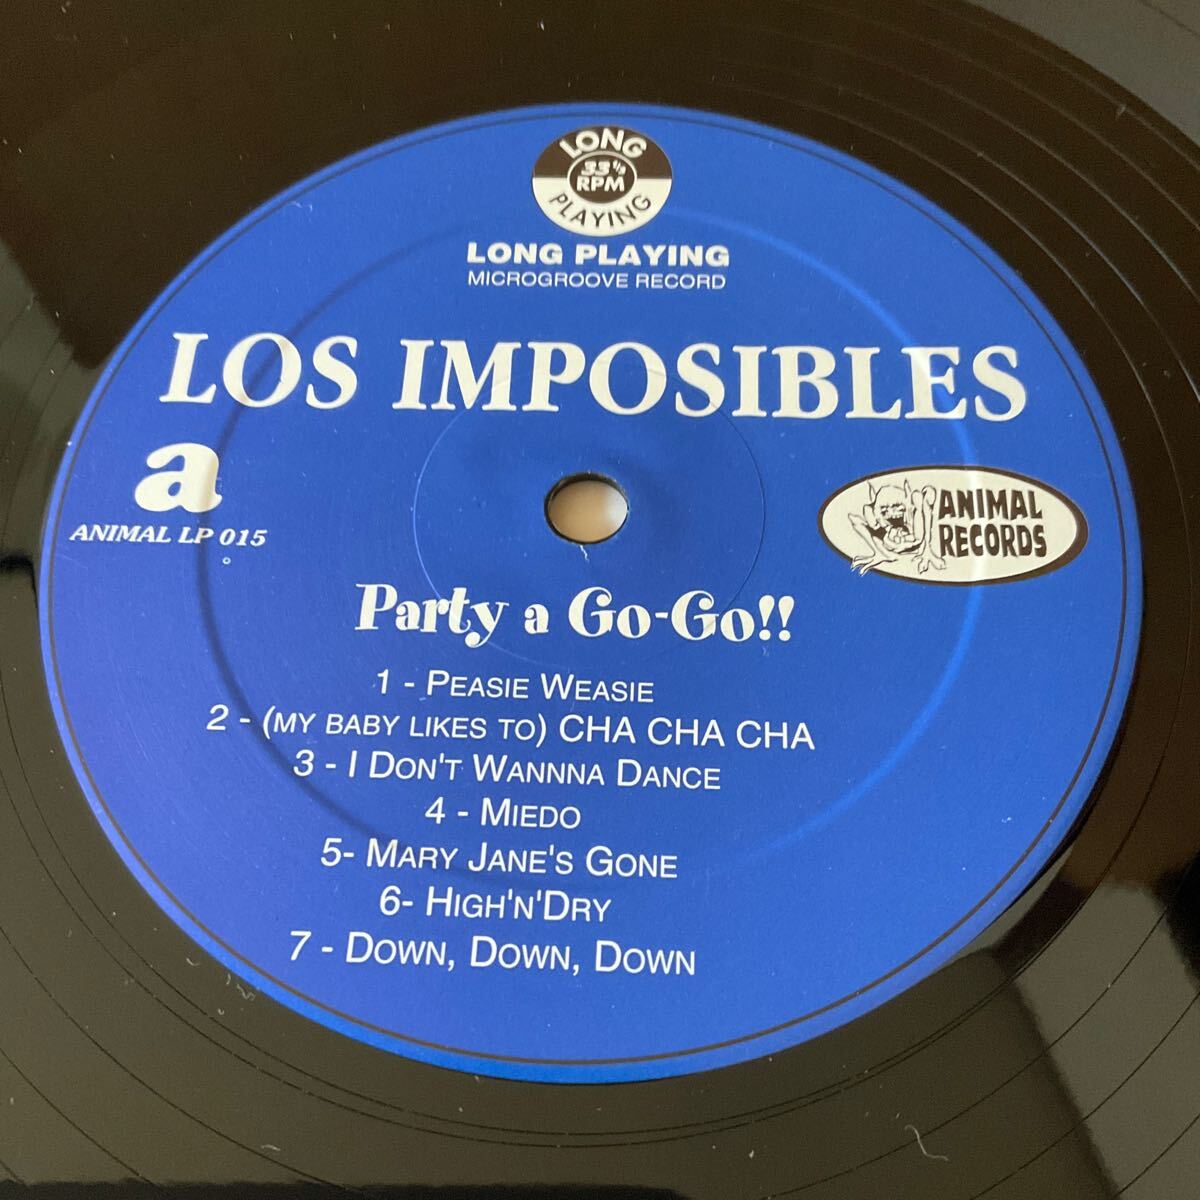 LONG
33 1/3
RPM
PLAYING
LONG PLAYING
MICROGROOVE RECORD
LOS IMPOSIBLES
a
ANIMAL LP 015
ANIMAL
RECORDS
Party a Go-Go!!
1 - PEASIE WEASIE
2 - (MY BABY LIKES TO) CHA CHA CHA
3 - I DON'T WANNNA DANCE
4 - MIEDO
5- MARY JANE'S GONE
6- HIGH'N'DRY
7 - DOWN, DOWN, DOWN